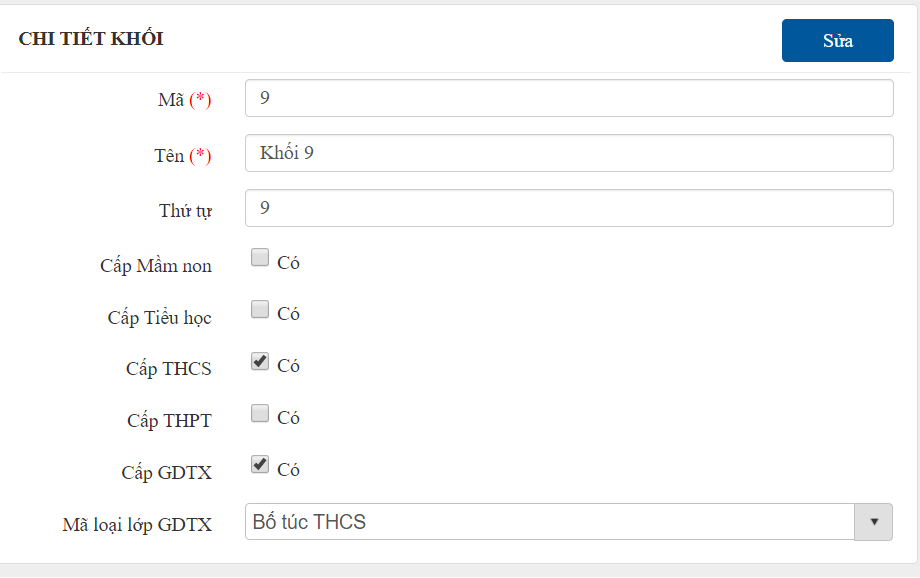 CHI TIẾT KHỐI
Sửa
Mã (*) 9
Tên (*) Khối 9
Thứ tự 9
Cấp Mầm non Có
Cấp Tiểu học Có
Cấp THCS Có
Cấp THPT Có
Cấp GDTX Có
Mã loại lớp GDTX Bổ túc THCS